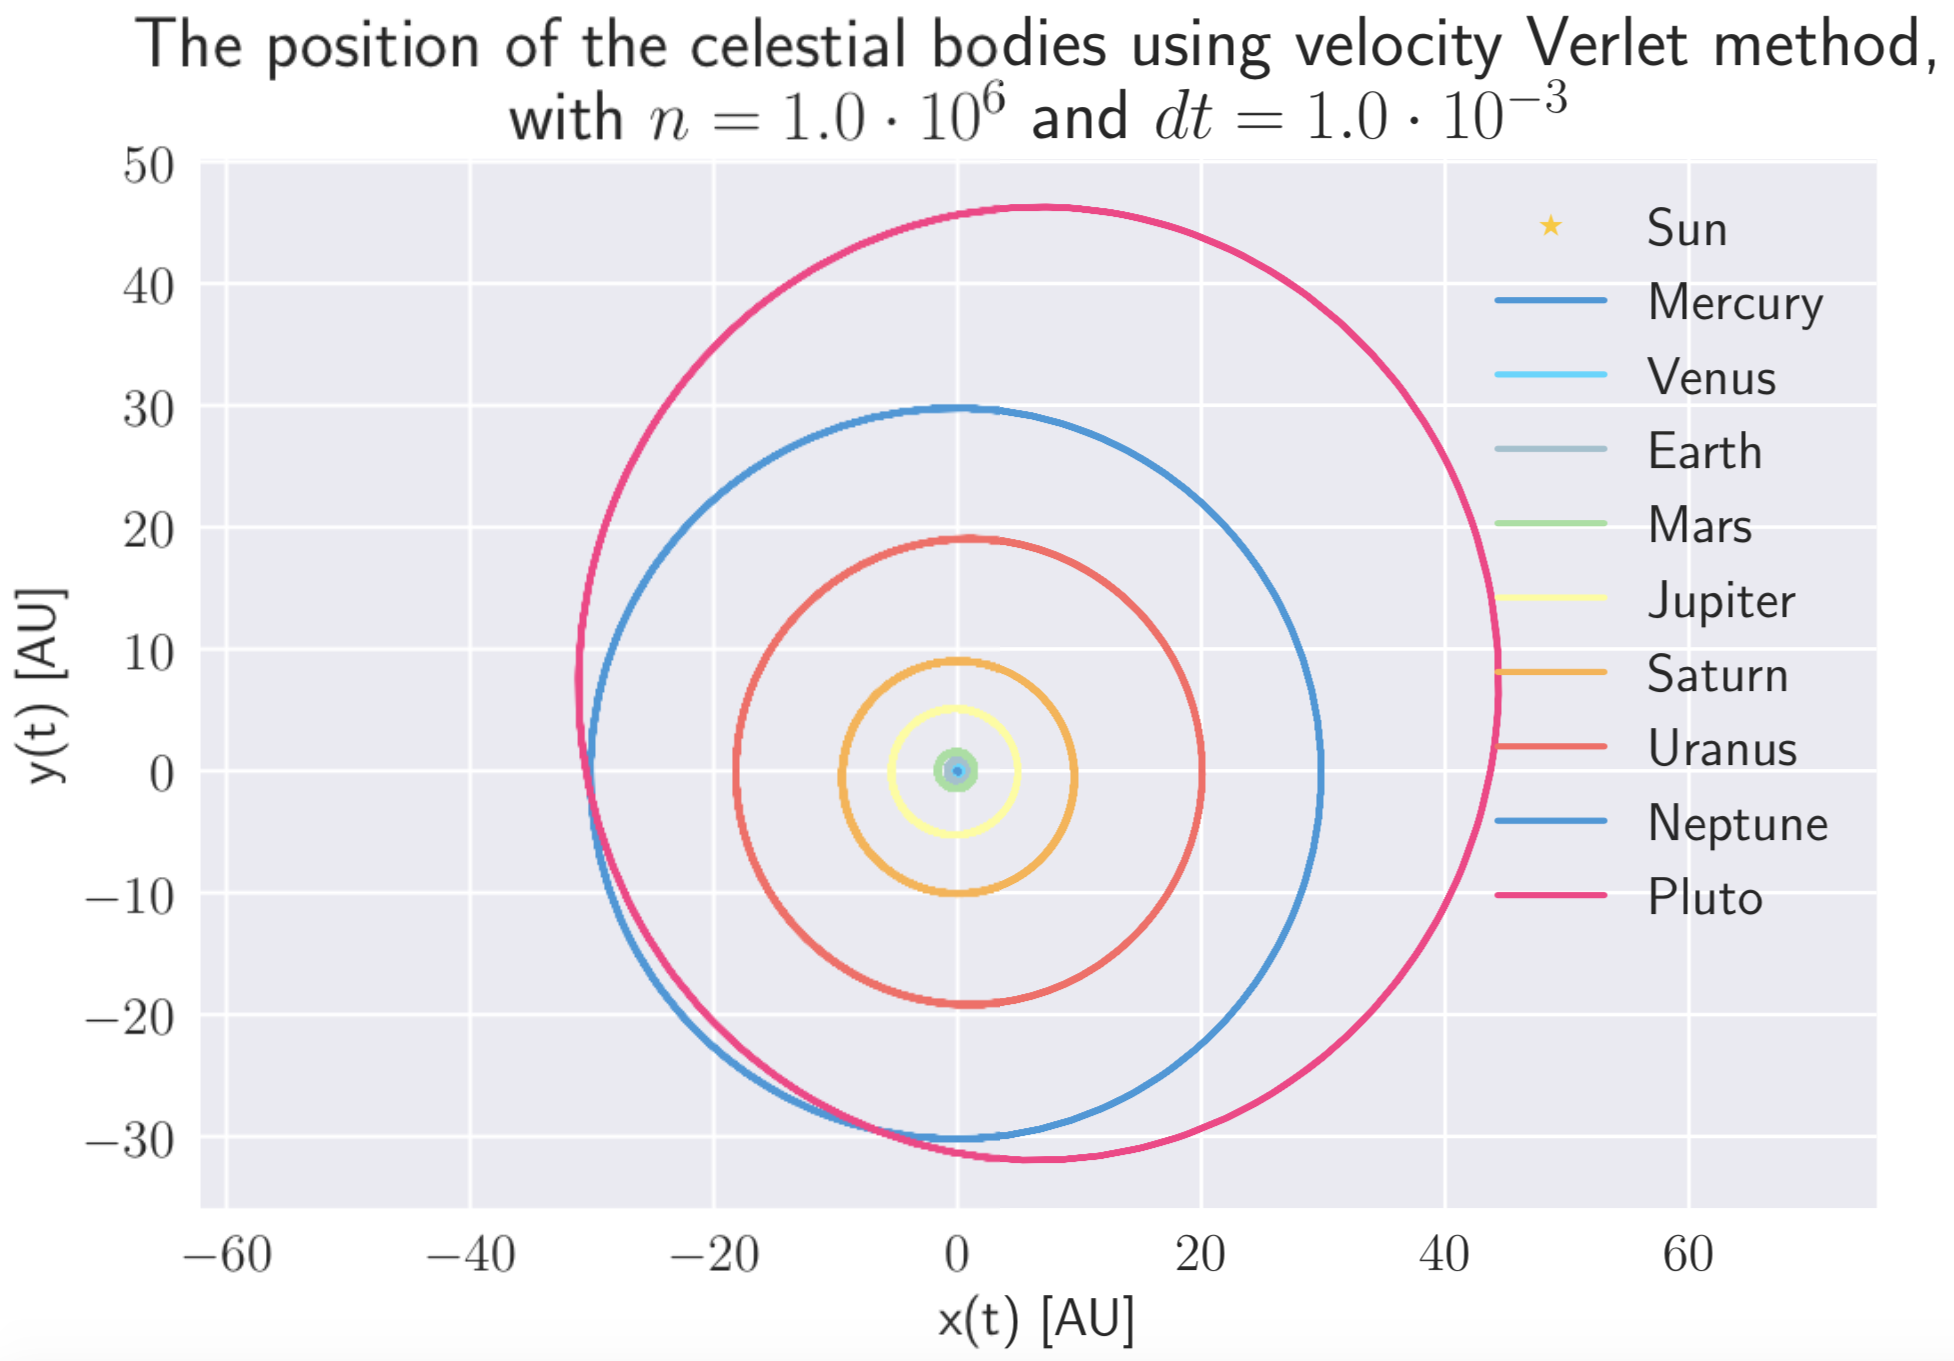 The position of the celestial bodies using velocity Verlet method,
with n = 1.0 · 10⁶ and dt = 1.0 · 10⁻³
50
40
30
20
10
0
−10
−20
−30
y(t) [AU]
Sun
Mercury
Venus
Earth
Mars
Jupiter
Saturn
Uranus
Neptune
Pluto
−60 −40 −20 0 20 40 60
x(t) [AU]